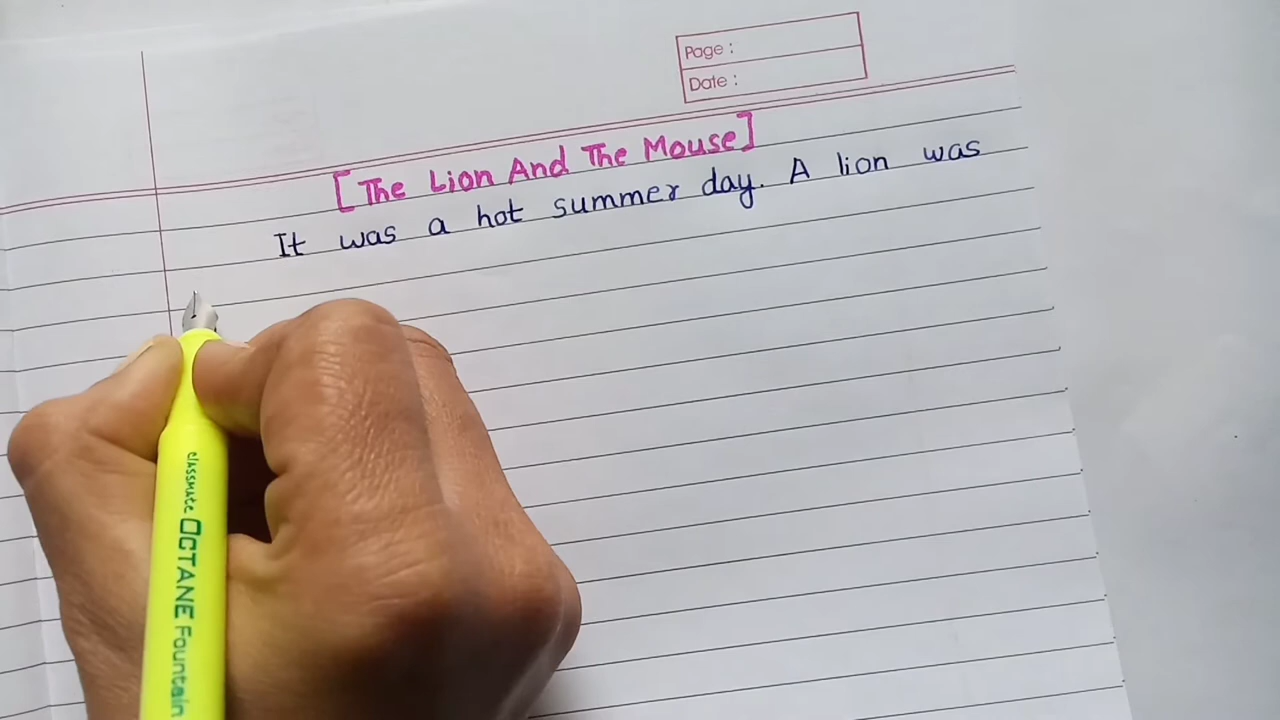 Page :
Date :
[The Lion And The Mouse]
It was a hot summer day. A lion was
classmate OCTANE Fountain